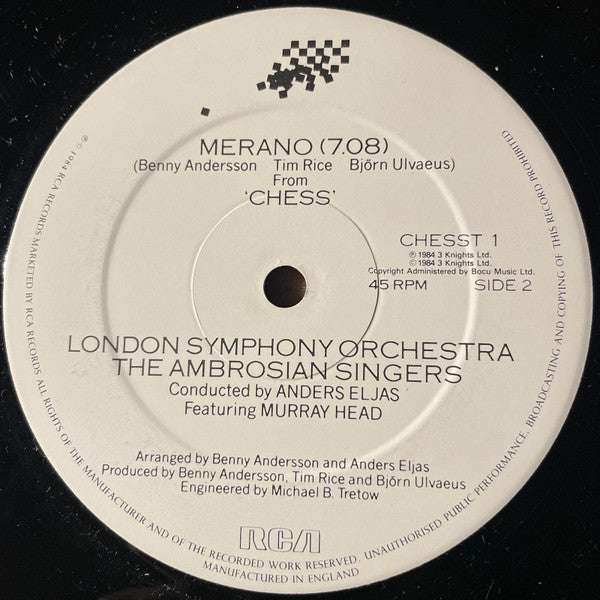 MERANO (7.08)
(Benny Andersson Tim Rice Björn Ulvaeus)
From
'CHESS'
CHESST 1
℗ 1984 3 Knights Ltd.
© 1984 3 Knights Ltd.
Copyright Administered by Bocu Music Ltd.
45 RPM SIDE 2
LONDON SYMPHONY ORCHESTRA
THE AMBROSIAN SINGERS
Conducted by ANDERS ELJAS
Featuring MURRAY HEAD
Arranged by Benny Andersson and Anders Eljas
Produced by Benny Andersson, Tim Rice and Björn Ulvaeus
Engineered by Michael B. Tretow
RCA
℗ © 1984 RCA RECORDS MARKETED BY RCA RECORDS. ALL RIGHTS OF THE MANUFACTURER AND OF THE RECORDED WORK RESERVED. UNAUTHORISED PUBLIC PERFORMANCE, BROADCASTING AND COPYING OF THIS RECORD PROHIBITED
MANUFACTURED IN ENGLAND